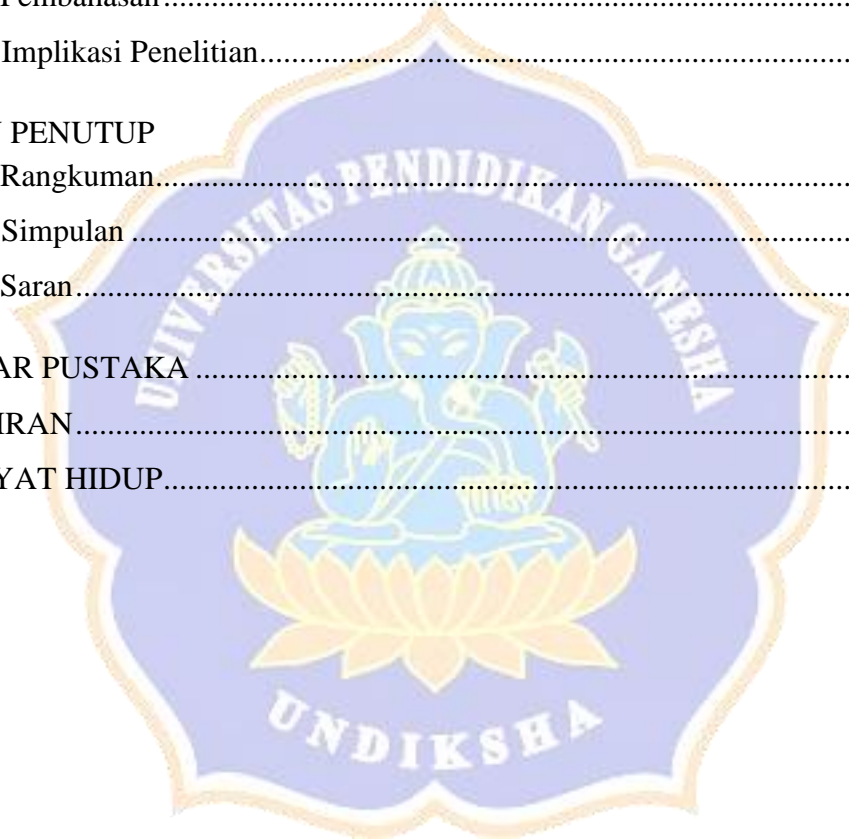 Pembahasan
Implikasi Penelitian
PENUTUP
Rangkuman
Simpulan
Saran
AR PUSTAKA
IRAN
YAT HIDUP
UNIVERSITAS PENDIDIKAN GANESHA
UNDIKSHA